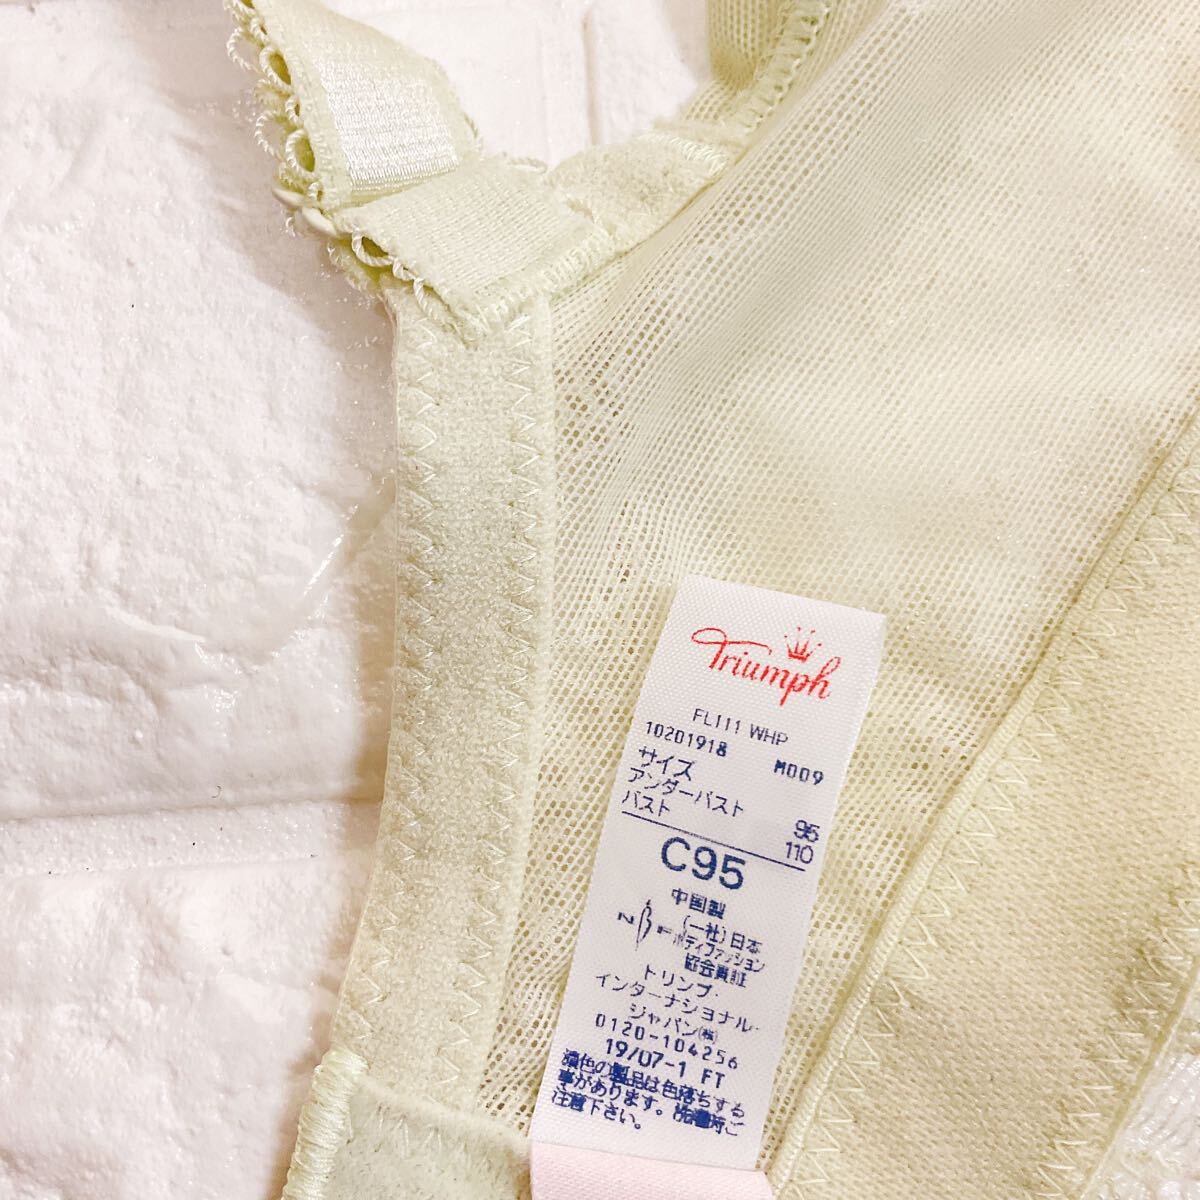 Triumph
FL111 WHP
10201918 M009
サイズ
アンダーバスト 95
バスト 110
C95
中国製
NBF
(一社)日本
ボディファッション
協会員証
トリンプ・
インターナショナル・
ジャパン㈱
0120-104256
19/07-1 FT
濃色の製品は色落ちする
事があります。洗濯時ご
注意下さい。